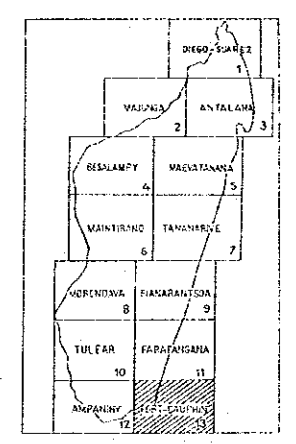 DIEGO-SUAREZ
1
MAJUNGA ANTALAHA
2 3
BESALAMPY MAEVATANANA
4 5
MAINTIRANO TANANARIVE
6 7
MORONDAVA FIANARANTSOA
8 9
TULEAR FARAFANGANA
10 11
AMPANIHY FORT-DAUPHIN
12 13